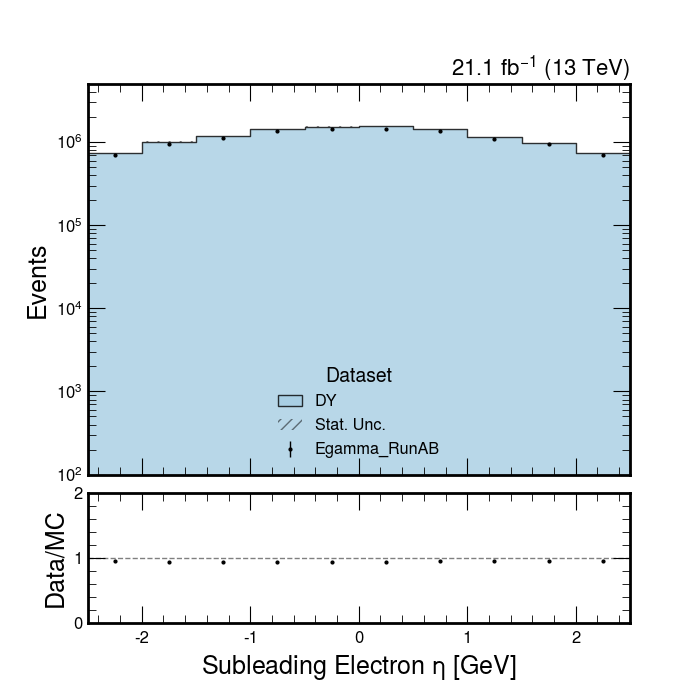 21.1 fb⁻¹ (13 TeV)
10⁶
10⁵
10⁴
10³
10²
Events
Dataset
DY
Stat. Unc.
Egamma_RunAB
2
1
0
Data/MC
-2 -1 0 1 2
Subleading Electron η [GeV]